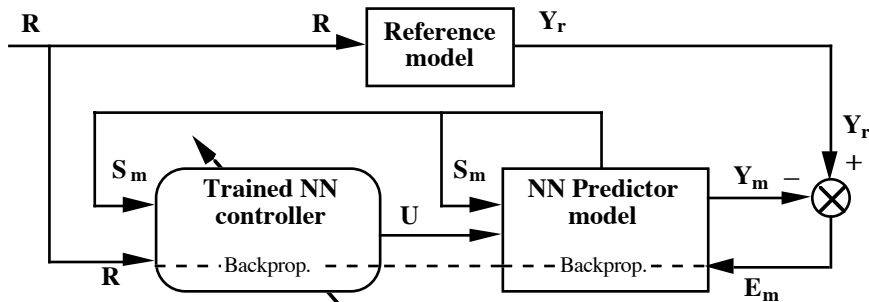 R
R
Reference
model
Yr
Yr
+
Sm
Trained NN
controller
U
Sm
NN Predictor
model
Ym
−
R
Backprop.
Backprop.
Em